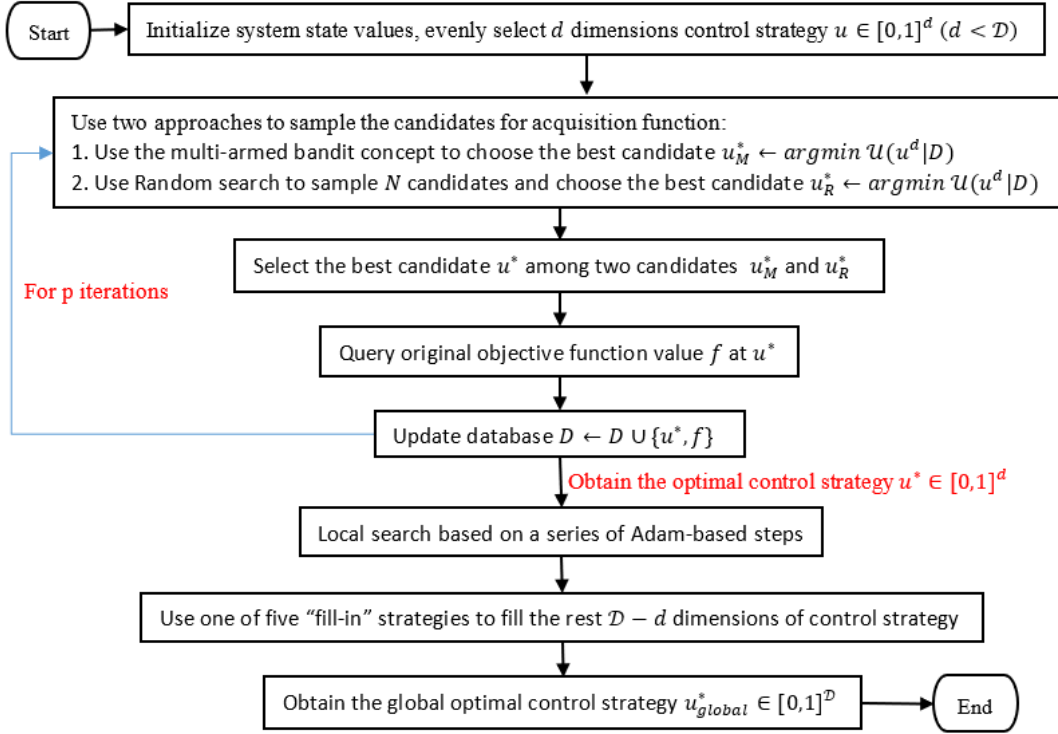 Start
Initialize system state values, evenly select 𝑑 dimensions control strategy 𝑢 ∈ [0,1]^𝑑 (𝑑 < 𝒟)
Use two approaches to sample the candidates for acquisition function:
1. Use the multi-armed bandit concept to choose the best candidate 𝑢*_𝑀 ← 𝑎𝑟𝑔𝑚𝑖𝑛 𝒰(𝑢^𝑑|𝐷)
2. Use Random search to sample 𝑁 candidates and choose the best candidate 𝑢*_𝑅 ← 𝑎𝑟𝑔𝑚𝑖𝑛 𝒰(𝑢^𝑑|𝐷)
Select the best candidate 𝑢* among two candidates 𝑢*_𝑀 and 𝑢*_𝑅
For p iterations
Query original objective function value 𝑓 at 𝑢*
Update database 𝐷 ← 𝐷 ∪ {𝑢*, 𝑓}
Obtain the optimal control strategy 𝑢* ∈ [0,1]^𝑑
Local search based on a series of Adam-based steps
Use one of five “fill-in” strategies to fill the rest 𝒟 − 𝑑 dimensions of control strategy
Obtain the global optimal control strategy 𝑢*_𝑔𝑙𝑜𝑏𝑎𝑙 ∈ [0,1]^𝒟
End